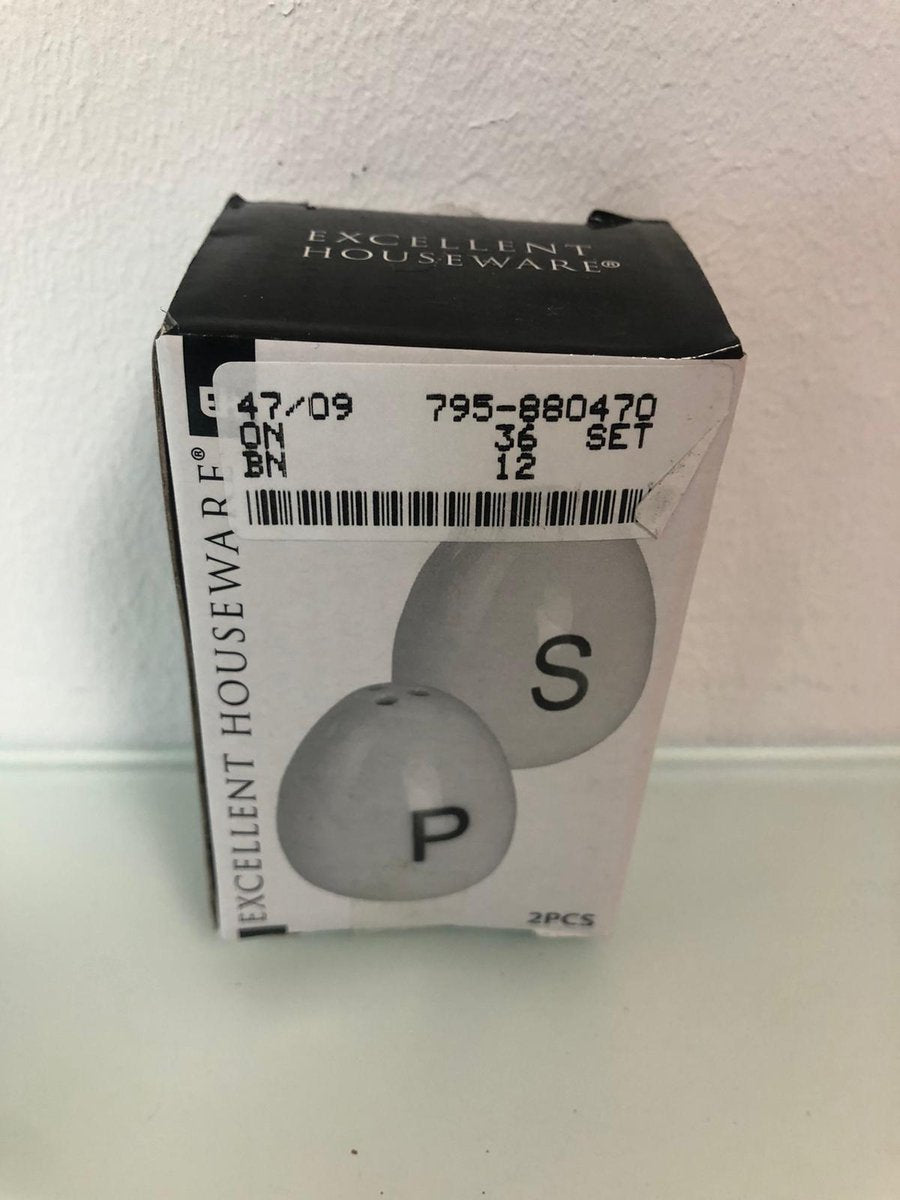 EXCELLENT
HOUSEWARE®
47/09 795-880470
ON 36 SET
BN 12
EXCELLENT HOUSEWARE®
S
P
2PCS